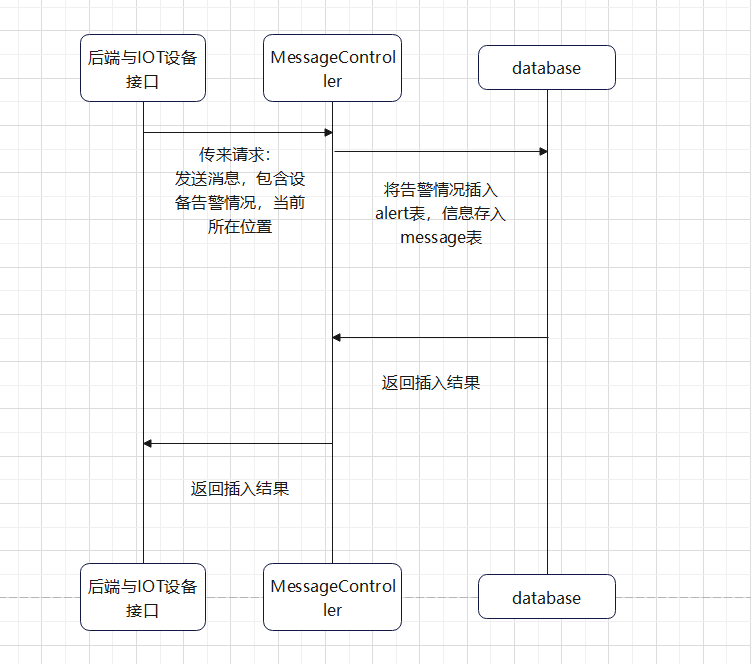 后端与IOT设备
接口
MessageControl
ler
database
传来请求：
发送消息，包含设
备告警情况，当前
所在位置
将告警情况插入
alert表，信息存入
message表
返回插入结果
返回插入结果
后端与IOT设备
接口
MessageControl
ler
database